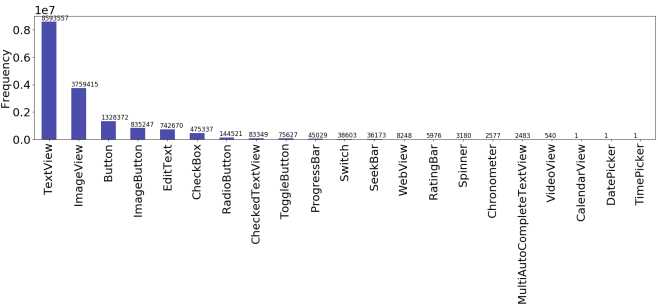 1e7
Frequency
0.8
0.6
0.4
0.2
0.0
8593557
3759415
1328372
835247
742670
475337
144521
83349
75627
45029
38603
36173
8248
5976
3180
2577
2483
540
1
1
1
TextView
ImageView
Button
ImageButton
EditText
CheckBox
RadioButton
CheckedTextView
ToggleButton
ProgressBar
Switch
SeekBar
WebView
RatingBar
Spinner
Chronometer
MultiAutoCompleteTextView
VideoView
CalendarView
DatePicker
TimePicker